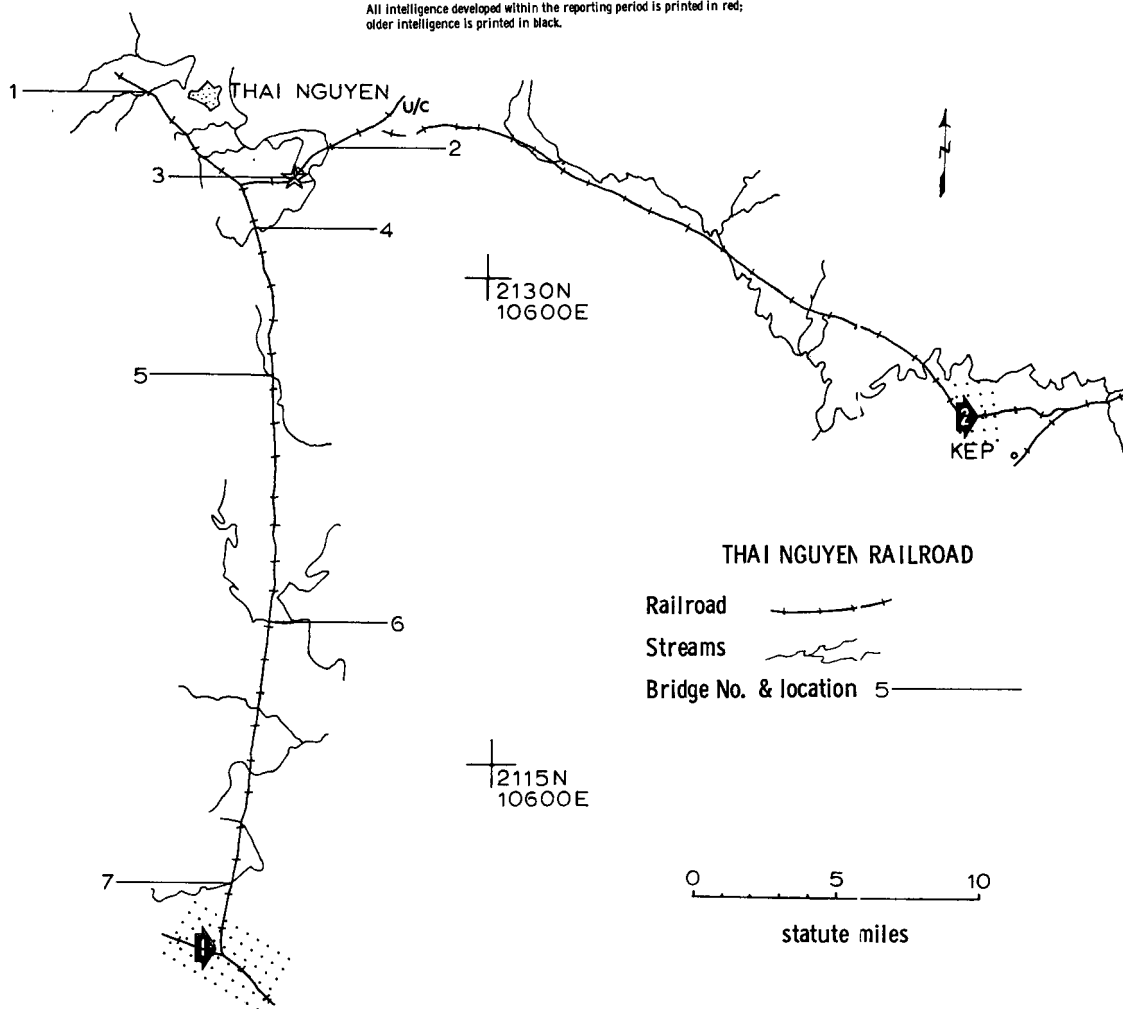 All intelligence developed within the reporting period is printed in red;
older intelligence is printed in black.
1
THAI NGUYEN
U/C
2
3
N
4
2130N
10600E
5
2
KEP
THAI NGUYEN RAILROAD
Railroad
Streams
6
Bridge No. & location 5
2115N
10600E
7
0 5 10
statute miles
1